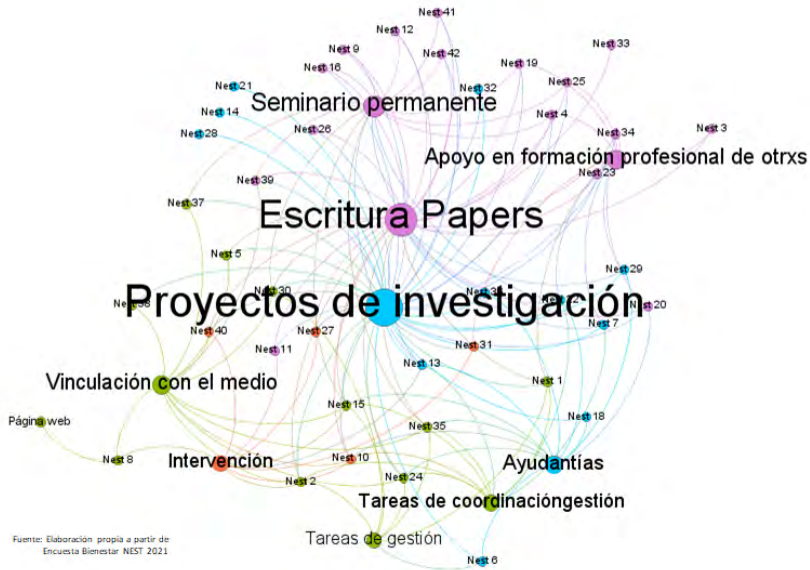 Nest 41
Nest 12
Nest 9
Nest 42
Nest 33
Nest 16
Nest 19
Nest 21
Nest 32
Nest 25
Seminario permanente
Nest 14
Nest 4
Nest 28
Nest 26
Nest 34
Nest 3
Apoyo en formación profesional de otrxs
Nest 23
Nest 39
Nest 37
Escritura Papers
Nest 5
Nest 29
Nest 30
Nest 38
Proyectos de investigación
Nest 20
Nest 40
Nest 27
Nest 7
Nest 11
Nest 31
Nest 13
Vinculación con el medio
Nest 1
Nest 15
Página web
Nest 18
Nest 35
Nest 8
Intervención
Nest 10
Ayudantías
Nest 2
Nest 24
Tareas de coordinacióngestión
Tareas de gestión
Nest 6
Fuente: Elaboración propia a partir de
Encuesta Bienestar NEST 2021